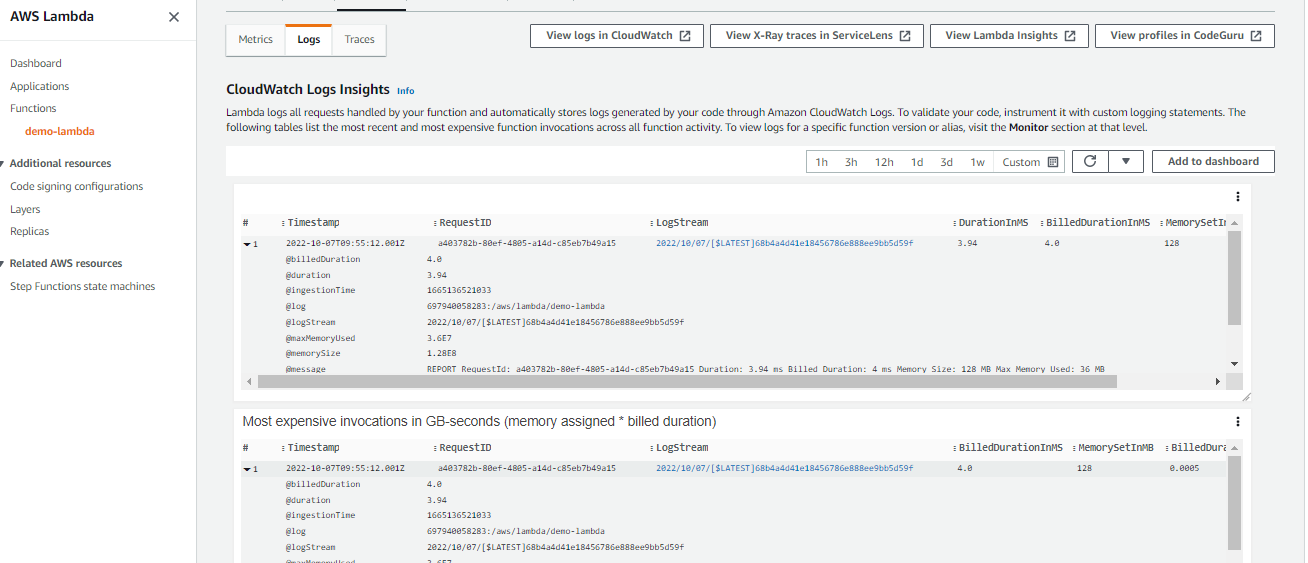 AWS Lambda
Dashboard
Applications
Functions
demo-lambda
Additional resources
Code signing configurations
Layers
Replicas
Related AWS resources
Step Functions state machines
Metrics Logs Traces View logs in CloudWatch View X-Ray traces in ServiceLens View Lambda Insights View profiles in CodeGuru
CloudWatch Logs Insights Info
Lambda logs all requests handled by your function and automatically stores logs generated by your code through Amazon CloudWatch Logs. To validate your code, instrument it with custom logging statements. The
following tables list the most recent and most expensive function invocations across all function activity. To view logs for a specific function version or alias, visit the Monitor section at that level.
1h 3h 12h 1d 3d 1w Custom Add to dashboard
# Timestamp RequestID LogStream DurationInMS BilledDurationInMS MemorySetIn
1 2022-10-07T09:55:12.001Z a403782b-80ef-4805-a14d-c85eb7b49a15 2022/10/07/[$LATEST]68b4a4d41e18456786e888ee9bb5d59f 3.94 4.0 128
@billedDuration 4.0
@duration 3.94
@ingestionTime 1665136521033
@log 697940058283:/aws/lambda/demo-lambda
@logStream 2022/10/07/[$LATEST]68b4a4d41e18456786e888ee9bb5d59f
@maxMemoryUsed 3.6E7
@memorySize 1.28E8
@message REPORT RequestId: a403782b-80ef-4805-a14d-c85eb7b49a15 Duration: 3.94 ms Billed Duration: 4 ms Memory Size: 128 MB Max Memory Used: 36 MB
Most expensive invocations in GB-seconds (memory assigned * billed duration)
# Timestamp RequestID LogStream BilledDurationInMS MemorySetInMB BilledDura
1 2022-10-07T09:55:12.001Z a403782b-80ef-4805-a14d-c85eb7b49a15 2022/10/07/[$LATEST]68b4a4d41e18456786e888ee9bb5d59f 4.0 128 0.0005
@billedDuration 4.0
@duration 3.94
@ingestionTime 1665136521033
@log 697940058283:/aws/lambda/demo-lambda
@logStream 2022/10/07/[$LATEST]68b4a4d41e18456786e888ee9bb5d59f
@maxMemoryUsed 3.6E7